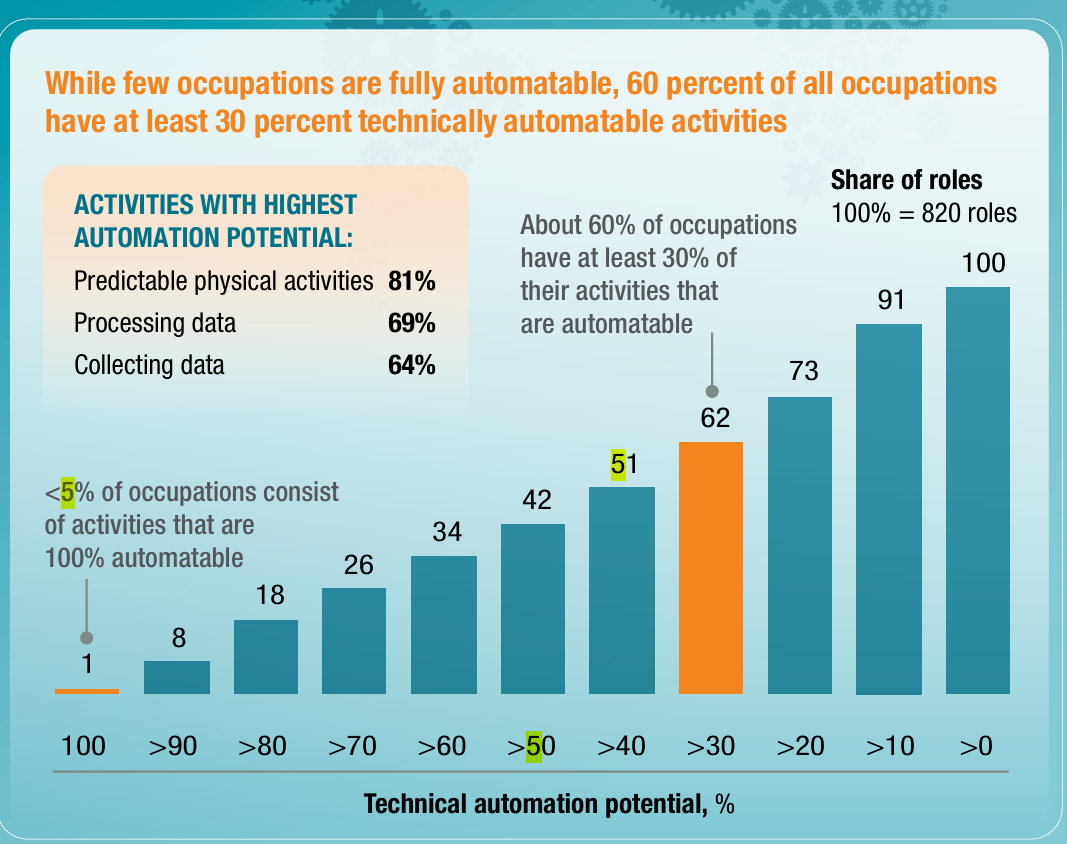 While few occupations are fully automatable, 60 percent of all occupations
have at least 30 percent technically automatable activities
ACTIVITIES WITH HIGHEST
AUTOMATION POTENTIAL:
Predictable physical activities 81%
Processing data 69%
Collecting data 64%
About 60% of occupations
have at least 30% of
their activities that
are automatable
Share of roles
100% = 820 roles
<5% of occupations consist
of activities that are
100% automatable
1 8 18 26 34 42 51 62 73 91 100
100 >90 >80 >70 >60 >50 >40 >30 >20 >10 >0
Technical automation potential, %